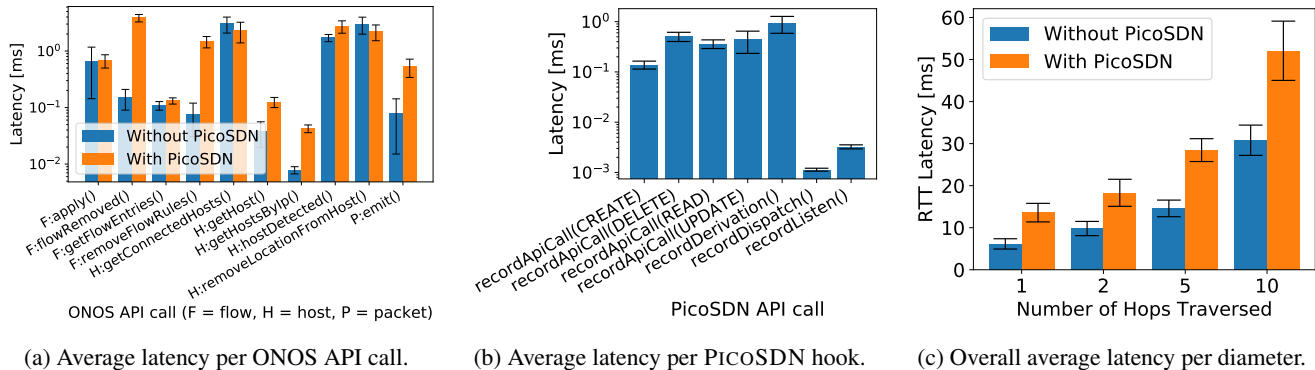 Latency [ms]
10⁰
10⁻¹
10⁻²
Without PicoSDN
With PicoSDN
F:apply()
F:flowRemoved()
F:getFlowEntries()
F:removeFlowRules()
H:getConnectedHosts()
H:getHost()
H:getHostsByIp()
H:hostDetected()
H:removeLocationFromHost()
P:emit()
ONOS API call (F = flow, H = host, P = packet)
(a) Average latency per ONOS API call.
Latency [ms]
10⁰
10⁻¹
10⁻²
10⁻³
recordApiCall(CREATE)
recordApiCall(DELETE)
recordApiCall(READ)
recordApiCall(UPDATE)
recordDerivation()
recordDispatch()
recordListen()
PicoSDN API call
(b) Average latency per PICOSDN hook.
RTT Latency [ms]
60
50
40
30
20
10
0
Without PicoSDN
With PicoSDN
1 2 5 10
Number of Hops Traversed
(c) Overall average latency per diameter.